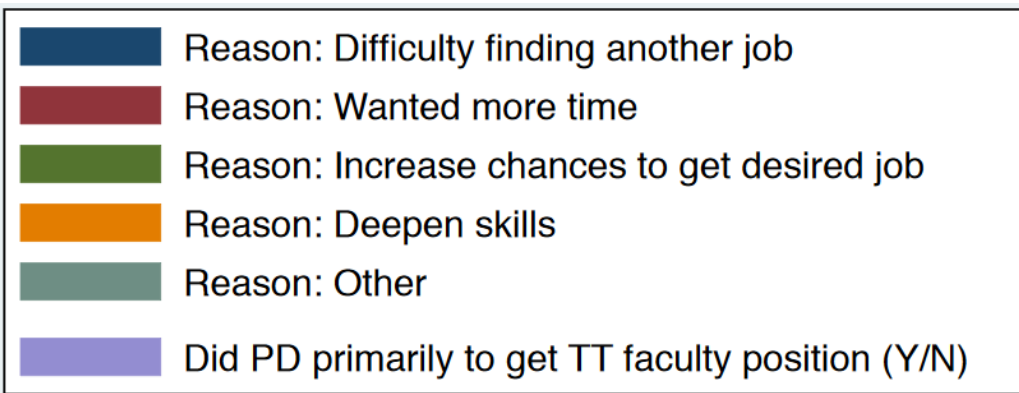 Reason: Difficulty finding another job
Reason: Wanted more time
Reason: Increase chances to get desired job
Reason: Deepen skills
Reason: Other
Did PD primarily to get TT faculty position (Y/N)